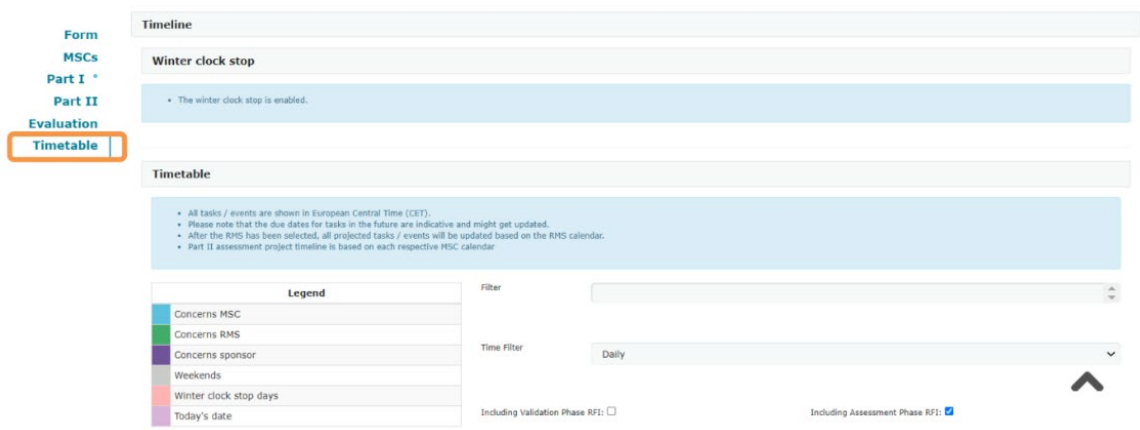 Form
MSCs
Part I *
Part II
Evaluation
Timetable
Timeline
Winter clock stop
• The winter clock stop is enabled.
Timetable
• All tasks / events are shown in European Central Time (CET).
• Please note that the due dates for tasks in the future are indicative and might get updated.
• After the RMS has been selected, all projected tasks / events will be updated based on the RMS calendar.
• Part II assessment project timeline is based on each respective MSC calendar
Legend
Concerns MSC
Concerns RMS
Concerns sponsor
Weekends
Winter clock stop days
Today's date
Filter
Time Filter
Daily
Including Validation Phase RFI:
Including Assessment Phase RFI: